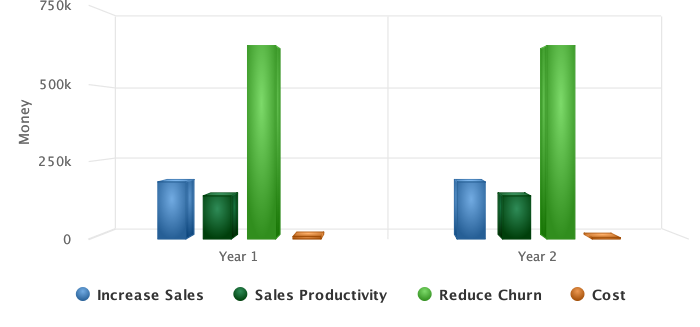 750k
500k
250k
0
Money
Year 1
Year 2
Increase Sales
Sales Productivity
Reduce Churn
Cost